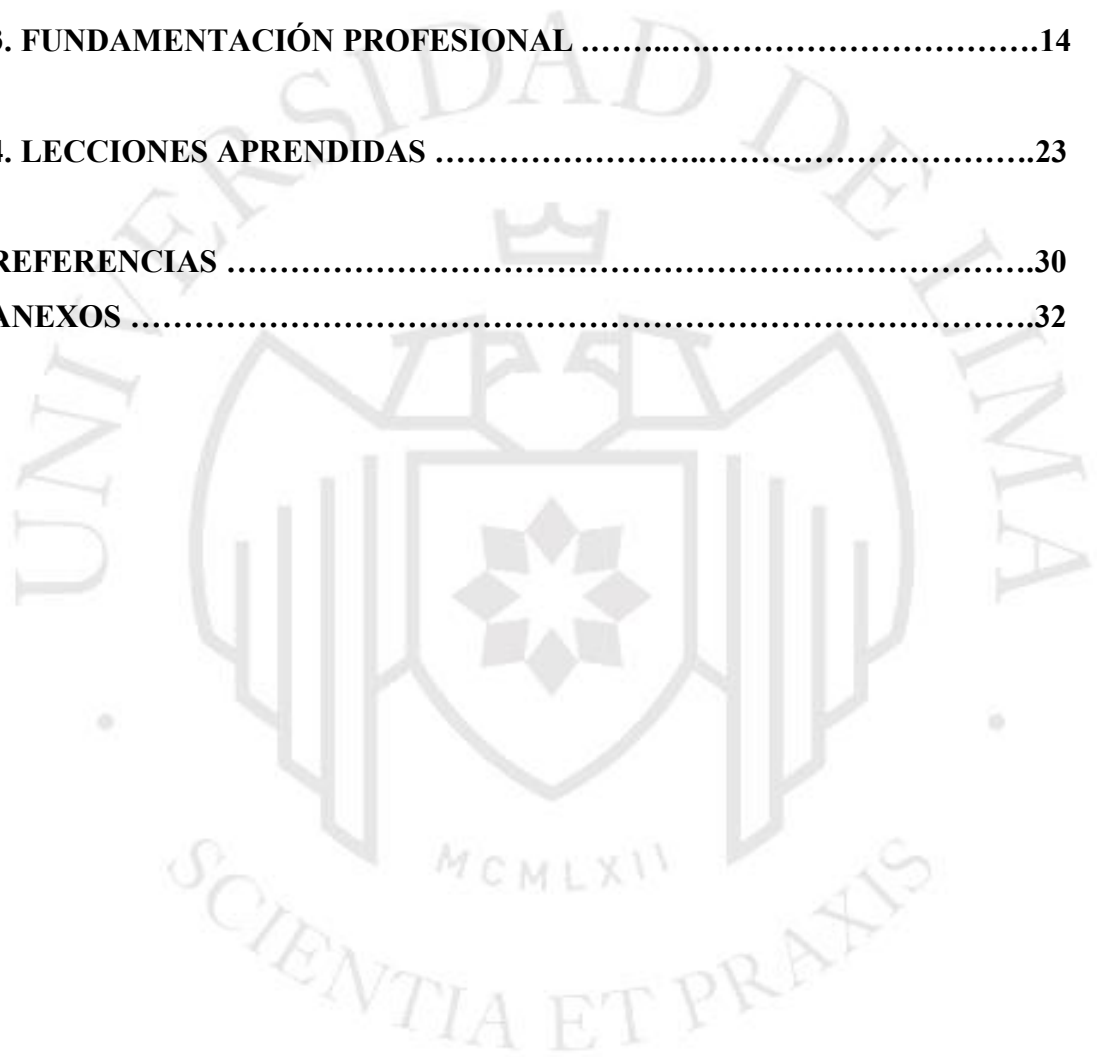 3. FUNDAMENTACIÓN PROFESIONAL ……...….…………………………….14
4. LECCIONES APRENDIDAS ……………………..…………………………….23
REFERENCIAS …………………………………………………………………….30
ANEXOS …………………………………………………………………………….32
UNIVERSIDAD DE LIMA
MCMLXII
SCIENTIA ET PRAXIS